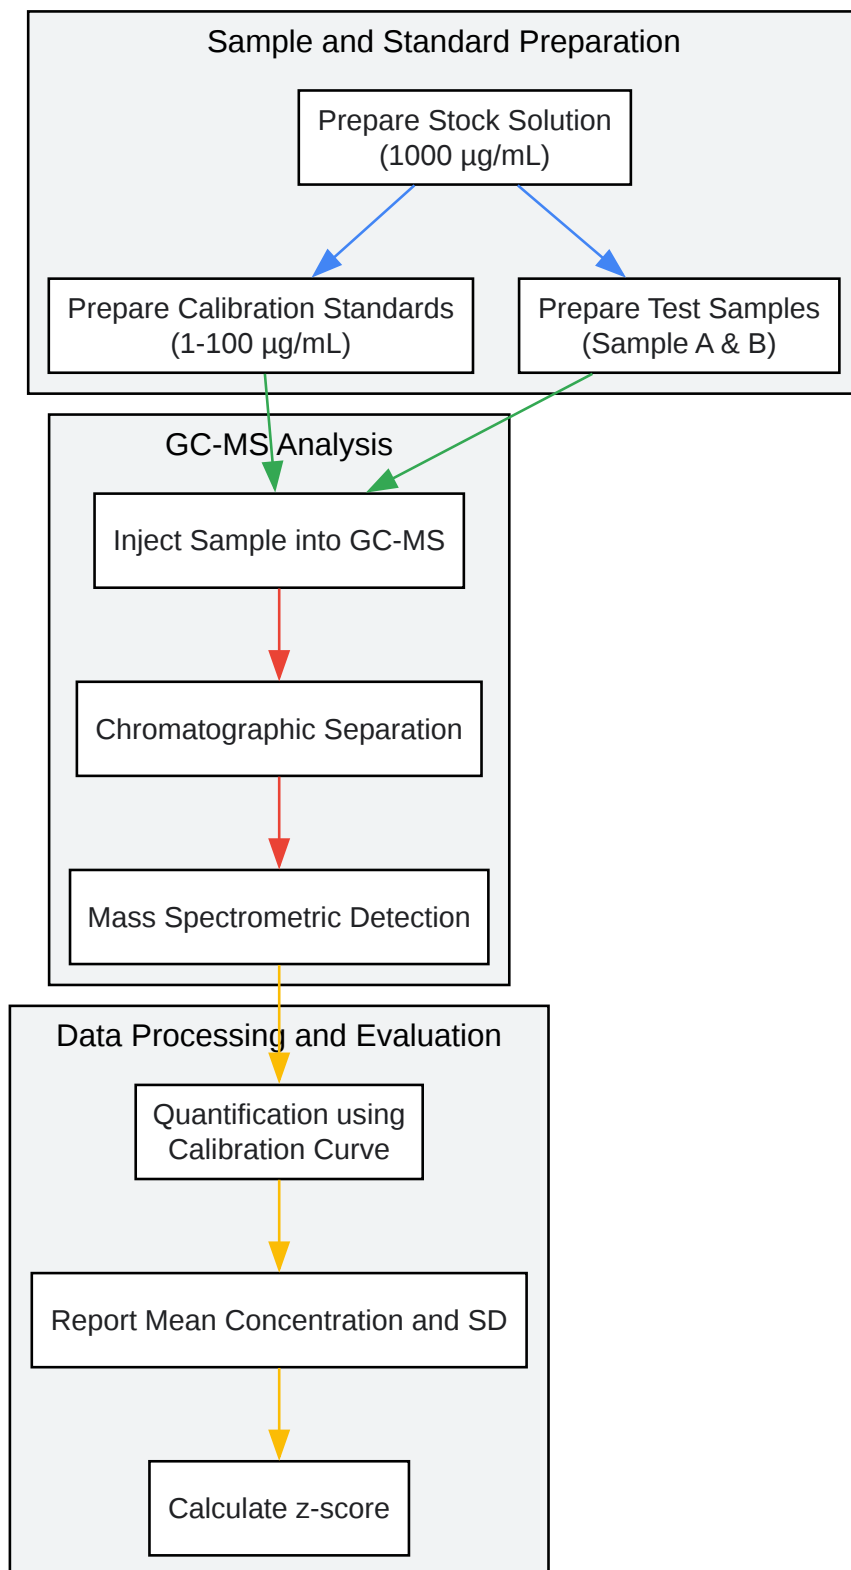 Sample and Standard Preparation
Prepare Stock Solution
(1000 µg/mL)
Prepare Calibration Standards
(1-100 µg/mL)
Prepare Test Samples
(Sample A & B)
GC-MS Analysis
Inject Sample into GC-MS
Chromatographic Separation
Mass Spectrometric Detection
Data Processing and Evaluation
Quantification using
Calibration Curve
Report Mean Concentration and SD
Calculate z-score